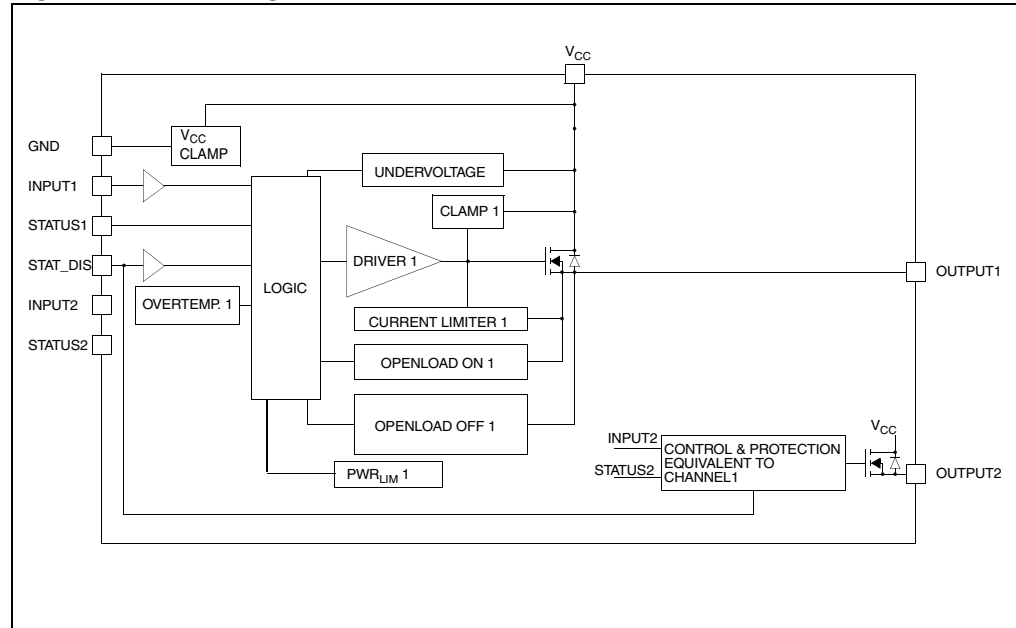 VCC
GND
VCC
CLAMP
INPUT1
UNDERVOLTAGE
CLAMP 1
STATUS1
STAT_DIS
DRIVER 1
OUTPUT1
LOGIC
INPUT2
OVERTEMP. 1
CURRENT LIMITER 1
STATUS2
OPENLOAD ON 1
OPENLOAD OFF 1
VCC
INPUT2
CONTROL & PROTECTION
EQUIVALENT TO
CHANNEL1
STATUS2
OUTPUT2
PWRLIM 1